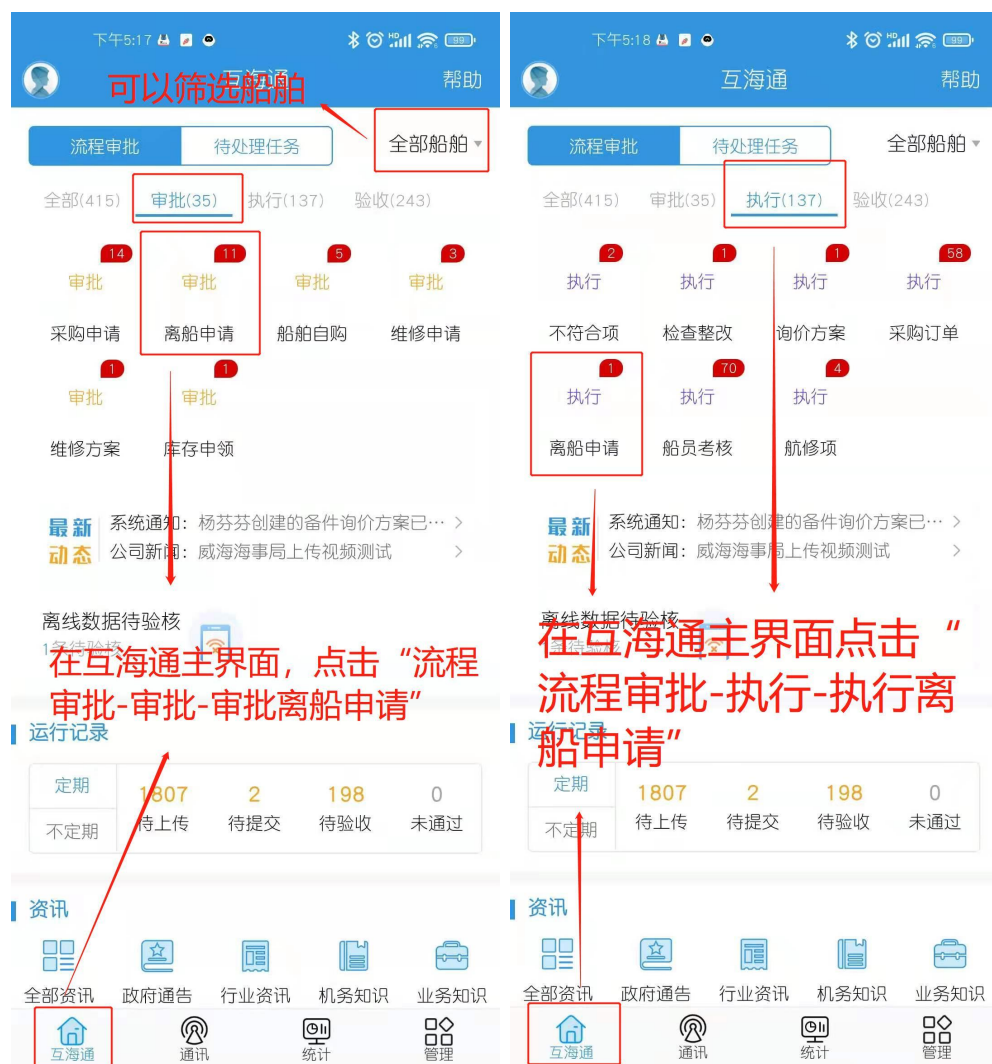 下午5:17
99
互海通
帮助
可以筛选船舶
流程审批
待处理任务
全部船舶
全部(415)
审批(35)
执行(137)
验收(243)
14
11
5
3
审批
审批
审批
审批
采购申请
离船申请
船舶自购
维修申请
1
1
审批
审批
维修方案
库存申领
最新
动态
系统通知：杨芬芬创建的备件询价方案已…
公司新闻：威海海事局上传视频测试
离线数据待验核
1条待验核
在互海通主界面，点击“流程
审批-审批-审批离船申请”
运行记录
定期
不定期
1807
2
198
0
待上传
待提交
待验收
未通过
资讯
全部资讯
政府通告
行业资讯
机务知识
业务知识
互海通
通讯
统计
管理
下午5:18
99
互海通
帮助
流程审批
待处理任务
全部船舶
全部(415)
审批(35)
执行(137)
验收(243)
2
1
1
58
执行
执行
执行
执行
不符合项
检查整改
询价方案
采购订单
1
70
4
执行
执行
执行
离船申请
船员考核
航修项
最新
动态
系统通知：杨芬芬创建的备件询价方案已…
公司新闻：威海海事局上传视频测试
离线数据待验核
在互海通主界面点击“
流程审批-执行-执行离
船申请”
运行记录
定期
不定期
1807
2
198
0
待上传
待提交
待验收
未通过
资讯
全部资讯
政府通告
行业资讯
机务知识
业务知识
互海通
通讯
统计
管理